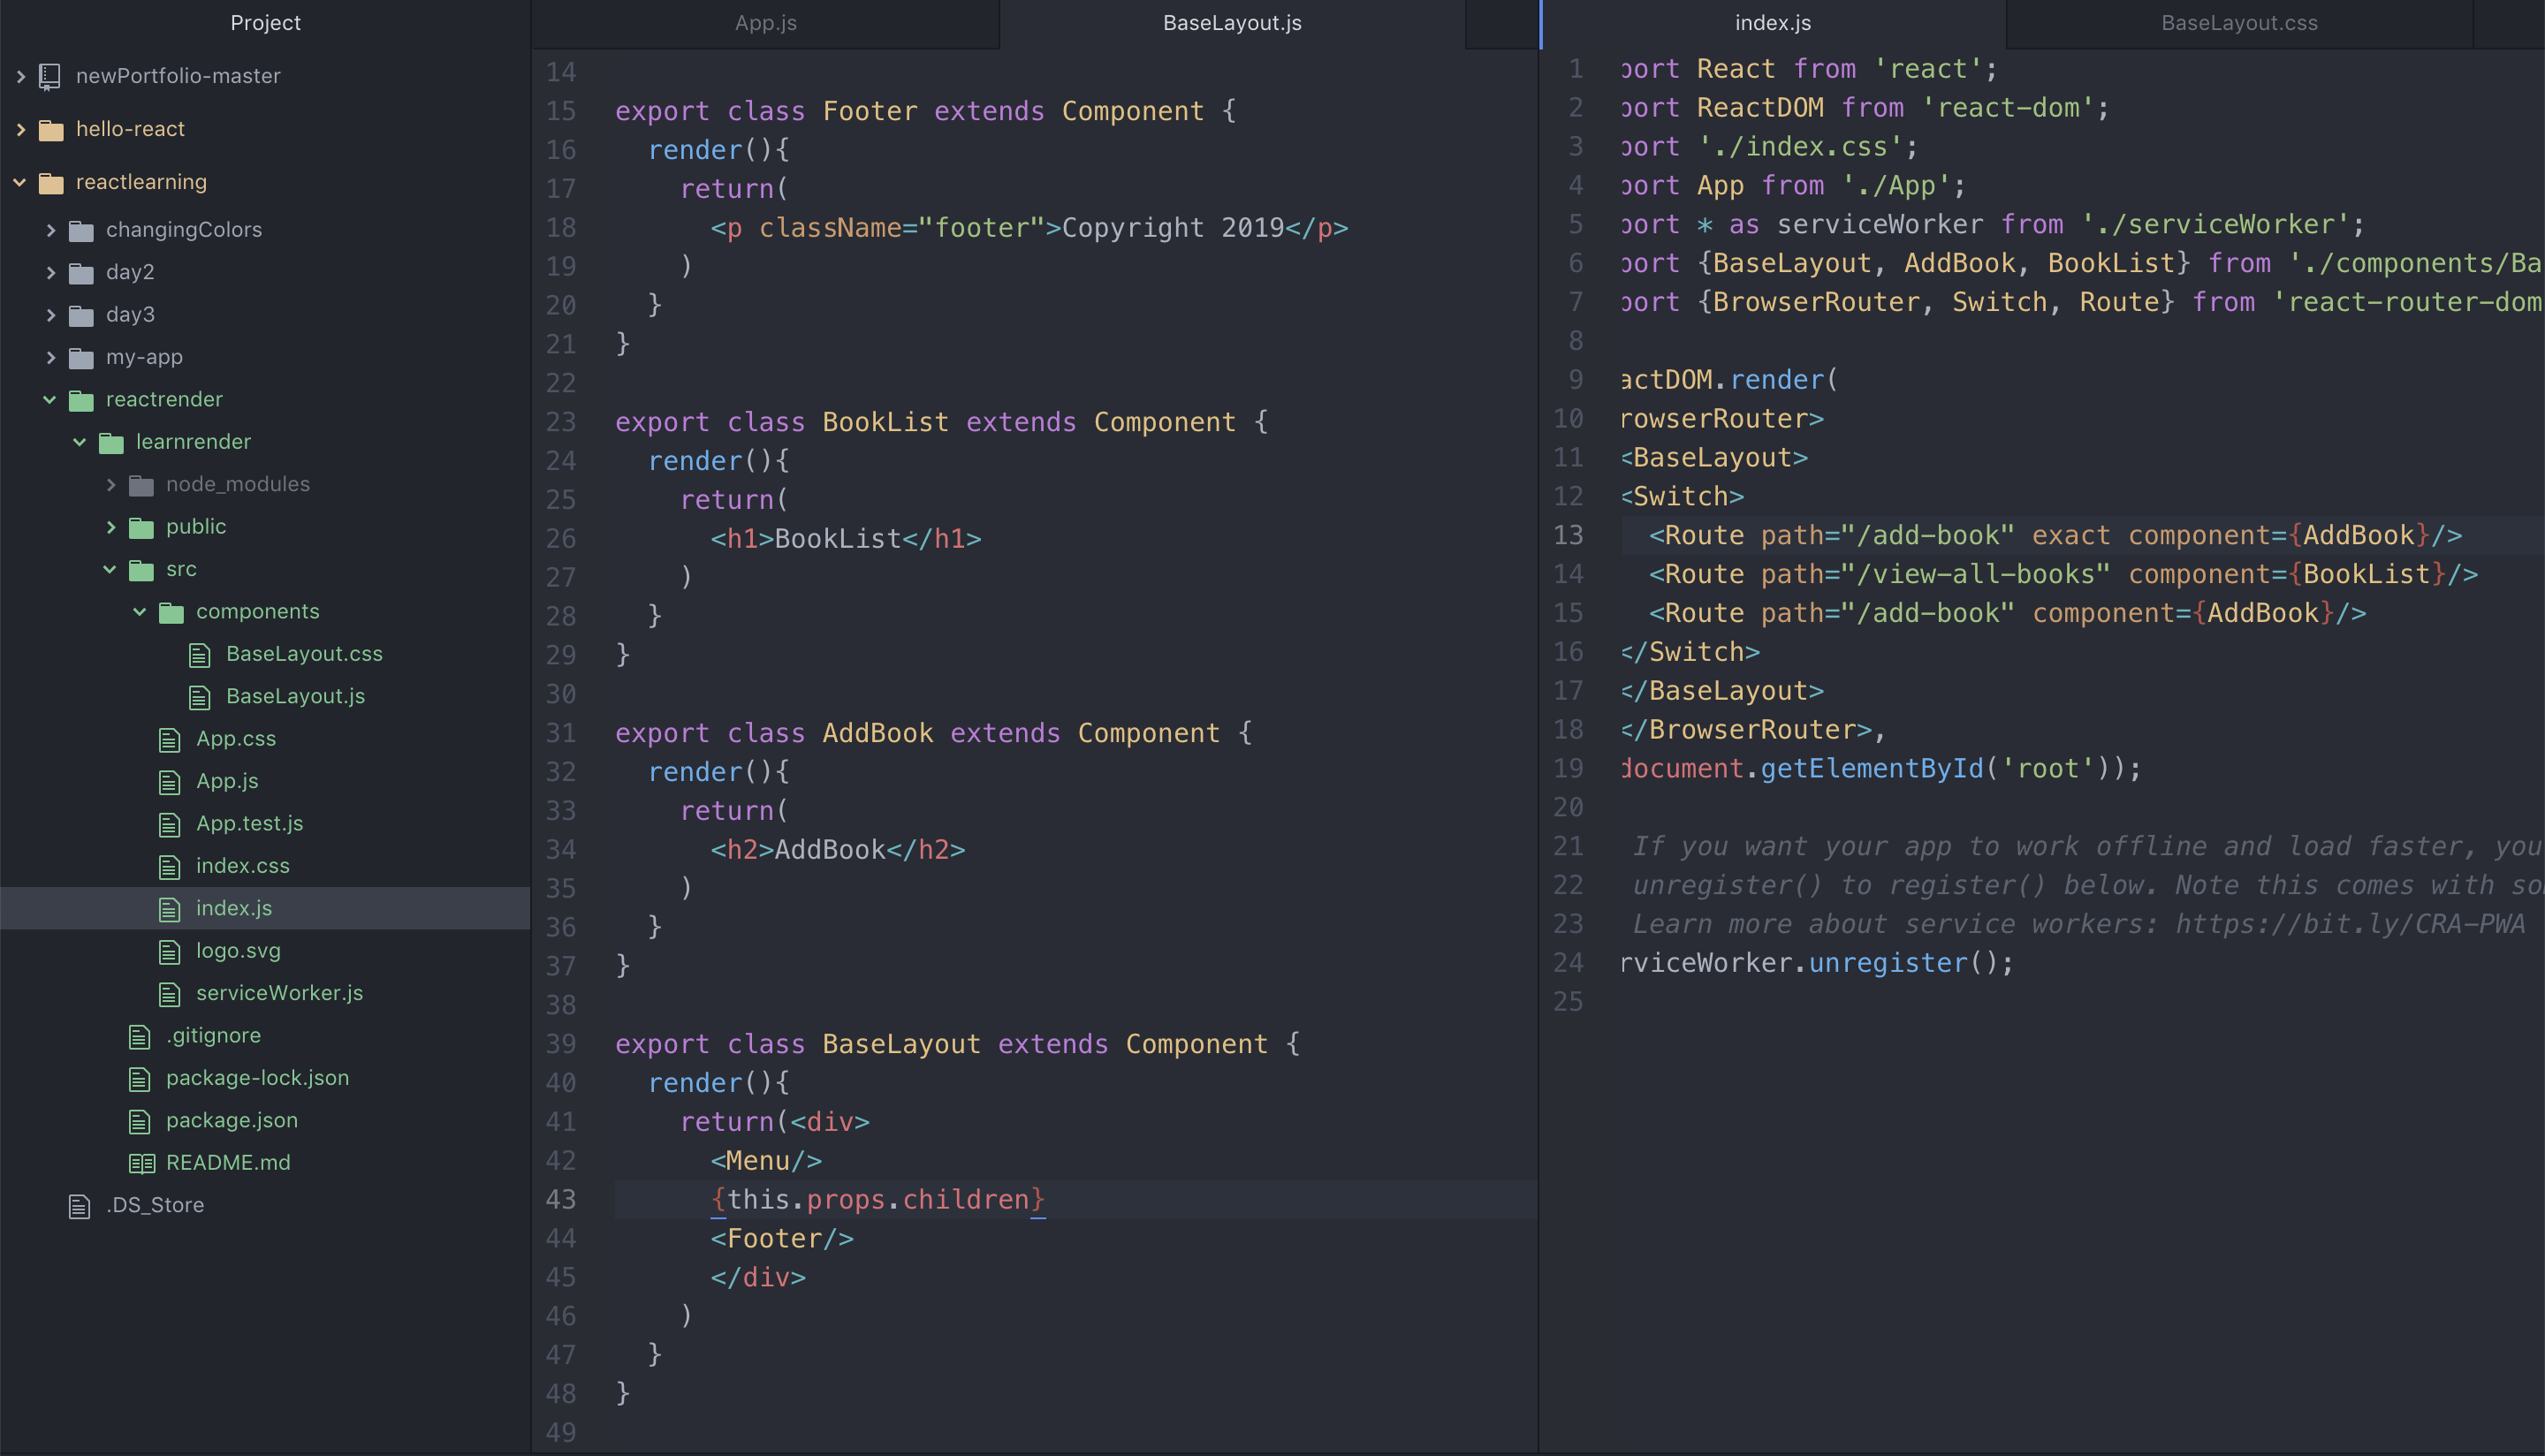 Project
newPortfolio-master
hello-react
reactlearning
changingColors
day2
day3
my-app
reactrender
learnrender
node_modules
public
src
components
BaseLayout.css
BaseLayout.js
App.css
App.js
App.test.js
index.css
index.js
logo.svg
serviceWorker.js
.gitignore
package-lock.json
package.json
README.md
.DS_Store
App.js
BaseLayout.js
14
15 export class Footer extends Component {
16 render(){
17 return(
18 <p className="footer">Copyright 2019</p>
19 )
20 }
21 }
22
23 export class BookList extends Component {
24 render(){
25 return(
26 <h1>BookList</h1>
27 )
28 }
29 }
30
31 export class AddBook extends Component {
32 render(){
33 return(
34 <h2>AddBook</h2>
35 )
36 }
37 }
38
39 export class BaseLayout extends Component {
40 render(){
41 return(<div>
42 <Menu/>
43 {this.props.children}
44 <Footer/>
45 </div>
46 )
47 }
48 }
49
index.js
BaseLayout.css
1 port React from 'react';
2 port ReactDOM from 'react-dom';
3 port './index.css';
4 port App from './App';
5 port * as serviceWorker from './serviceWorker';
6 port {BaseLayout, AddBook, BookList} from './components/Ba
7 port {BrowserRouter, Switch, Route} from 'react-router-dom
8
9 actDOM.render(
10 rowserRouter>
11 <BaseLayout>
12 <Switch>
13 <Route path="/add-book" exact component={AddBook}/>
14 <Route path="/view-all-books" component={BookList}/>
15 <Route path="/add-book" component={AddBook}/>
16 </Switch>
17 </BaseLayout>
18 </BrowserRouter>,
19 document.getElementById('root'));
20
21 If you want your app to work offline and load faster, you
22 unregister() to register() below. Note this comes with so
23 Learn more about service workers: https://bit.ly/CRA-PWA
24 rviceWorker.unregister();
25